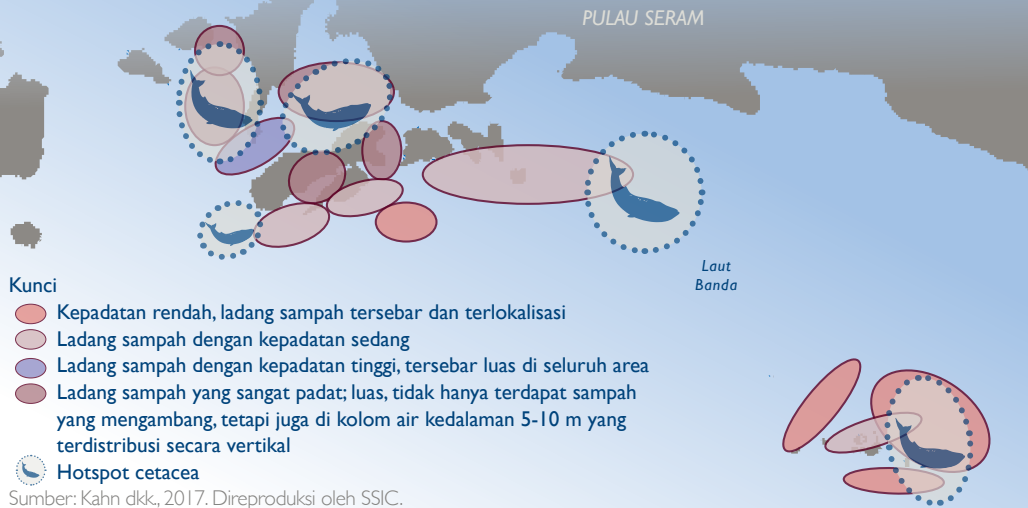 PULAU SERAM
Laut
Banda
Kunci
Kepadatan rendah, ladang sampah tersebar dan terlokalisasi
Ladang sampah dengan kepadatan sedang
Ladang sampah dengan kepadatan tinggi, tersebar luas di seluruh area
Ladang sampah yang sangat padat; luas, tidak hanya terdapat sampah
yang mengambang, tetapi juga di kolom air kedalaman 5-10 m yang
terdistribusi secara vertikal
Hotspot cetacea
Sumber: Kahn dkk., 2017. Direproduksi oleh SSIC.